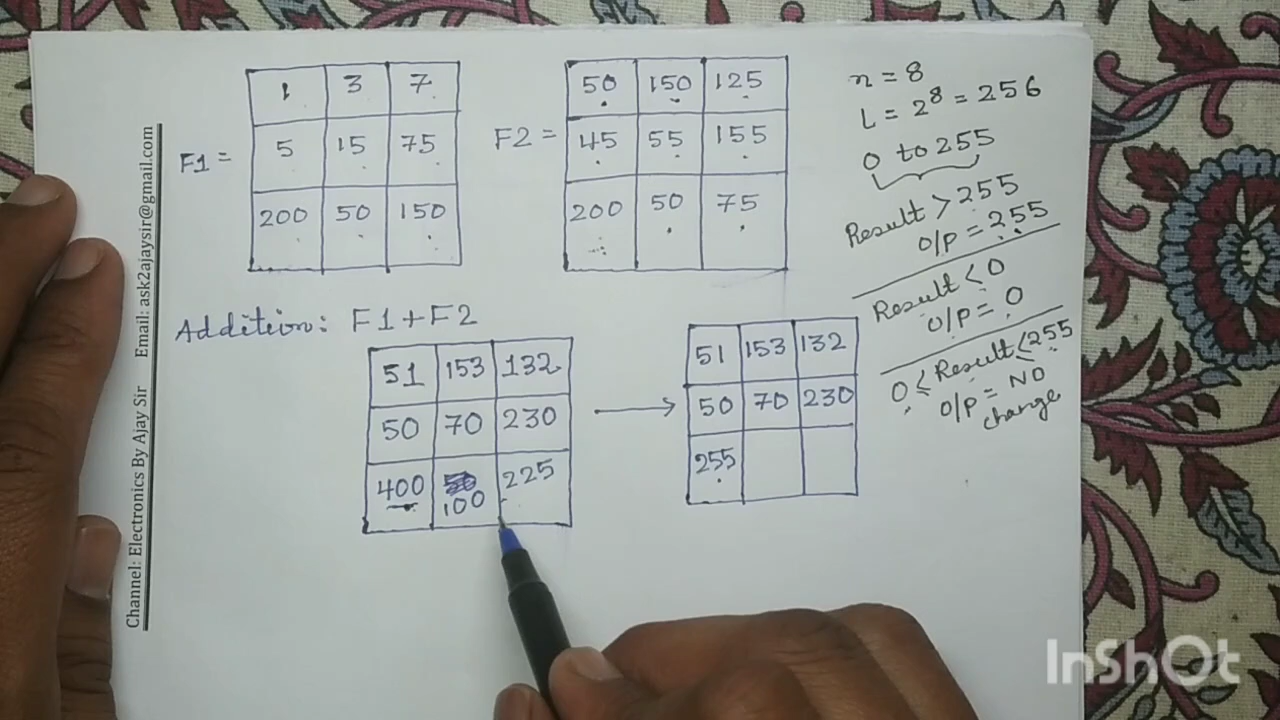 1 3 7
F1 = 5 15 75
200 50 150
50 150 125
F2 = 45 55 155
200 50 75
n = 8
L = 2⁸ = 256
0 to 255
Result > 255
O/P = 255
Result < 0
O/P = 0
0 ≤ Result ≤ 255
O/P = NO
change
Addition: F1 + F2
51 153 132
50 70 230
400 100 225
51 153 132
50 70 230
255
Channel: Electronics By Ajay Sir Email: ask2ajaysir@gmail.com
InShOt